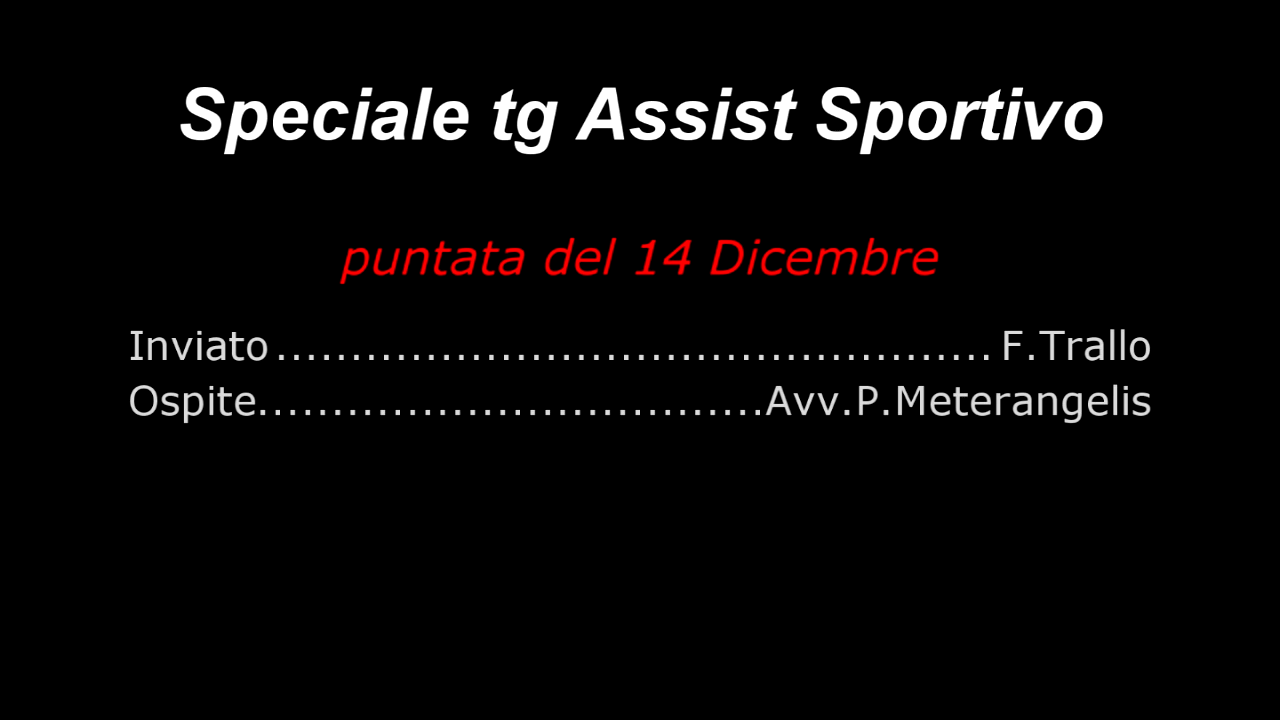 Speciale tg Assist Sportivo
puntata del 14 Dicembre
Inviato ................................................ F.Trallo
Ospite..................................Avv.P.Meterangelis